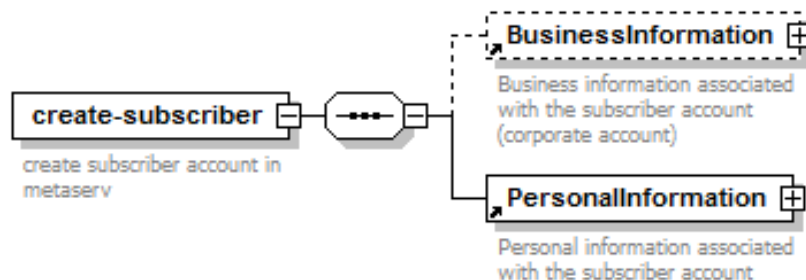 BusinessInformation
Business information associated
with the subscriber account
(corporate account)
create-subscriber
create subscriber account in
metaserv
PersonalInformation
Personal information associated
with the subscriber account